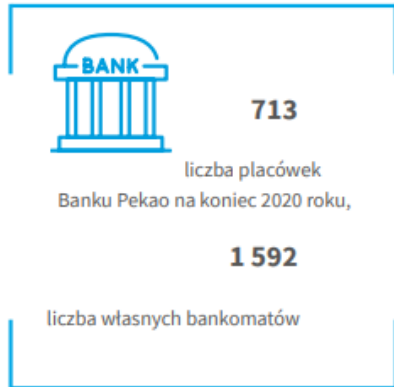 BANK
713
liczba placówek
Banku Pekao na koniec 2020 roku,
1 592
liczba własnych bankomatów